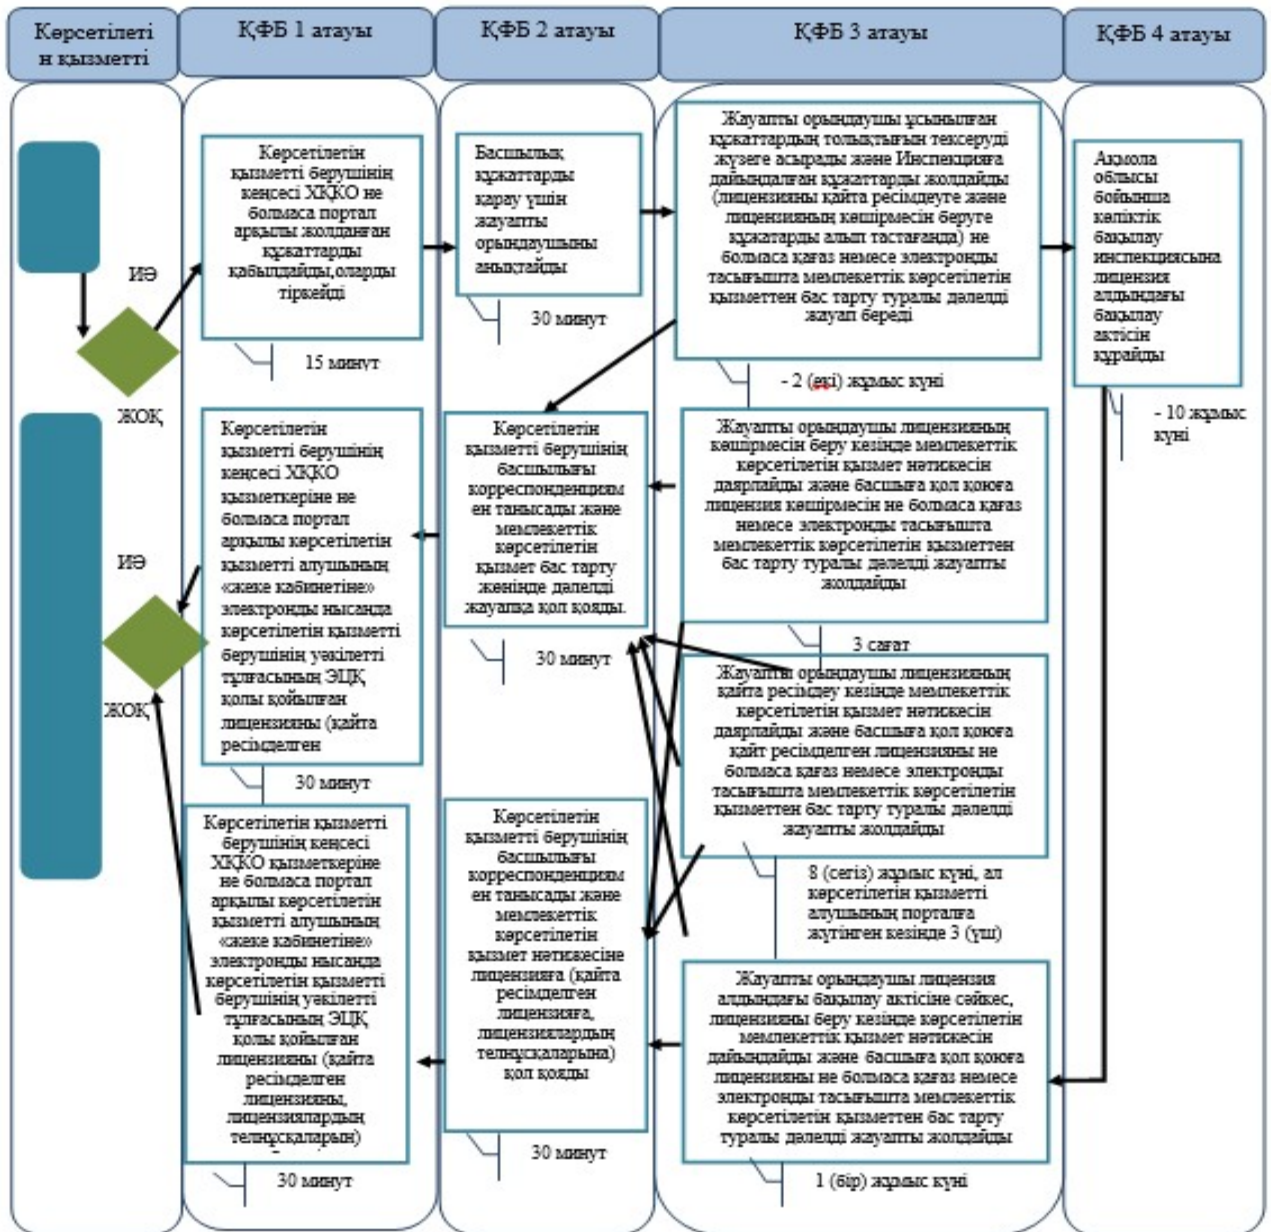 Көрсетілеті
н қызметті
ҚФБ 1 атауы
ҚФБ 2 атауы
ҚФБ 3 атауы
ҚФБ 4 атауы
ИӘ
ЖОҚ
ИӘ
ЖОҚ
Көрсетілетін
қызметті берушінің
кеңсесі ХҚКО не
болмаса портал
арқылы жолданған
құжаттарды
қабылдайды,оларды
тіркейді
15 минут
Басшылық
құжаттарды
қарау үшін
жауапты
орындаушыны
анықтайды
30 минут
Жауапты орындаушы ұсынылған
құжаттардың толықтығын тексеруді
жүзеге асырады және Инспекцияға
дайындалған құжаттарды жолдайды
(лицензияны қайта ресімдеуге және
лицензияның көшірмесін беруге
құжатарды алып тастағанда) не
болмаса қағаз немесе электронды
тасығышта мемлекеттік көрсетілетін
қызметтен бас тарту туралы дәлелді
жауап береді
- 2 (екі) жұмыс күні
Ақмола
облысы
бойынша
көліктік
бақылау
инспекциясына
лицензия
алдындағы
бақылау
актісін
құрайды
- 10 жұмыс
күні
Көрсетілетін
қызметті берушінің
кеңсесі ХҚКО
қызметкеріне не
болмаса портал
арқылы көрсетілетін
қызметті алушының
«жеке кабинетіне»
электронды нысанда
көрсетілетін қызметті
берушінің уәкілетті
тұлғасының ЭЦҚ
қолы қойылған
лицензияны (қайта
ресімделген
30 минут
Көрсетілетін
қызметті берушінің
басшылығы
корреспонденциям
ен танысады және
мемлекеттік
көрсетілетін
қызмет бас тарту
жөнінде дәлелді
жауапқа қол қояды.
30 минут
Жауапты орындаушы лицензияның
көшірмесін беру кезінде мемлекеттік
көрсетілетін қызмет нәтижесін
даярлайды және басшыға қол қоюға
лицензия көшірмесін не болмаса қағаз
немесе электронды тасығышта
мемлекеттік көрсетілетін қызметтен
бас тарту туралы дәлелді жауапты
жолдайды
3 сағат
Жауапты орындаушы лицензияның
қайта ресімдеу кезінде мемлекеттік
көрсетілетін қызмет нәтижесін
даярлайды және басшыға қол қоюға
қайт ресімделген лицензияны не
болмаса қағаз немесе электронды
тасығышта мемлекеттік көрсетілетін
қызметтен бас тарту туралы дәлелді
жауапты жолдайды
8 (сегіз) жұмыс күні, ал
көрсетілетін қызметті
алушының порталға
жүгінген кезінде 3 (үш)
Көрсетілетін қызметті
берушінің кеңсесі
ХҚКО қызметкеріне
не болмаса портал
арқылы көрсетілетін
қызметті алушының
«жеке кабинетіне»
электронды нысанда
көрсетілетін қызметті
берушінің уәкілетті
тұлғасының ЭЦҚ
қолы қойылған
лицензияны (қайта
ресімделген
лицензияны,
лицензиялардың
телнұсқаларын)
30 минут
Көрсетілетін
қызметті берушінің
басшылығы
корреспонденциям
ен танысады және
мемлекеттік
көрсетілетін
қызмет нәтижесіне
лицензияға (қайта
ресімделген
лицензияға,
лицензиялардың
телнұсқаларына)
қол қояды
30 минут
Жауапты орындаушы лицензия
алдындағы бақылау актісіне сәйкес,
лицензияны беру кезінде көрсетілетін
мемлекеттік қызмет нәтижесін
дайындайды және басшыға қол қоюға
лицензияны не болмаса қағаз немесе
электронды тасығышта мемлекеттік
көрсетілетін қызметтен бас тарту
туралы дәлелді жауапты жолдайды
1 (бір) жұмыс күні